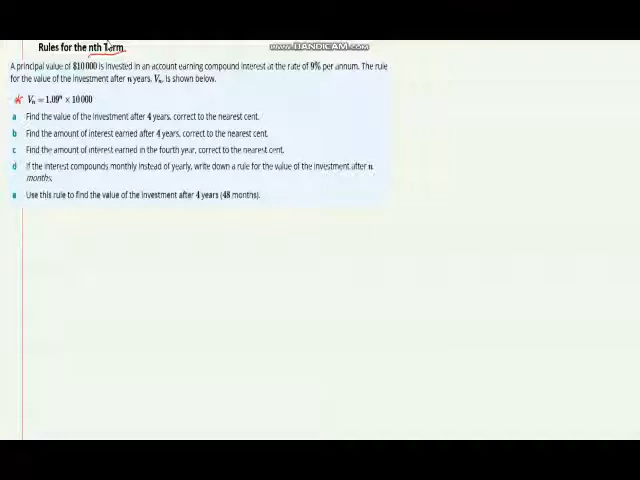 Rules for the nth Term.
WWW.BANDICAM.COM
A principal value of $10 000 is invested in an account earning compound interest at the rate of 9% per annum. The rule
for the value of the investment after n years, Vₙ, is shown below.
Vₙ = 1.09ⁿ × 10 000
a Find the value of the investment after 4 years, correct to the nearest cent.
b Find the amount of interest earned after 4 years, correct to the nearest cent.
c Find the amount of interest earned in the fourth year, correct to the nearest cent.
d If the interest compounds monthly instead of yearly, write down a rule for the value of the investment after n
months.
e Use this rule to find the value of the investment after 4 years (48 months).